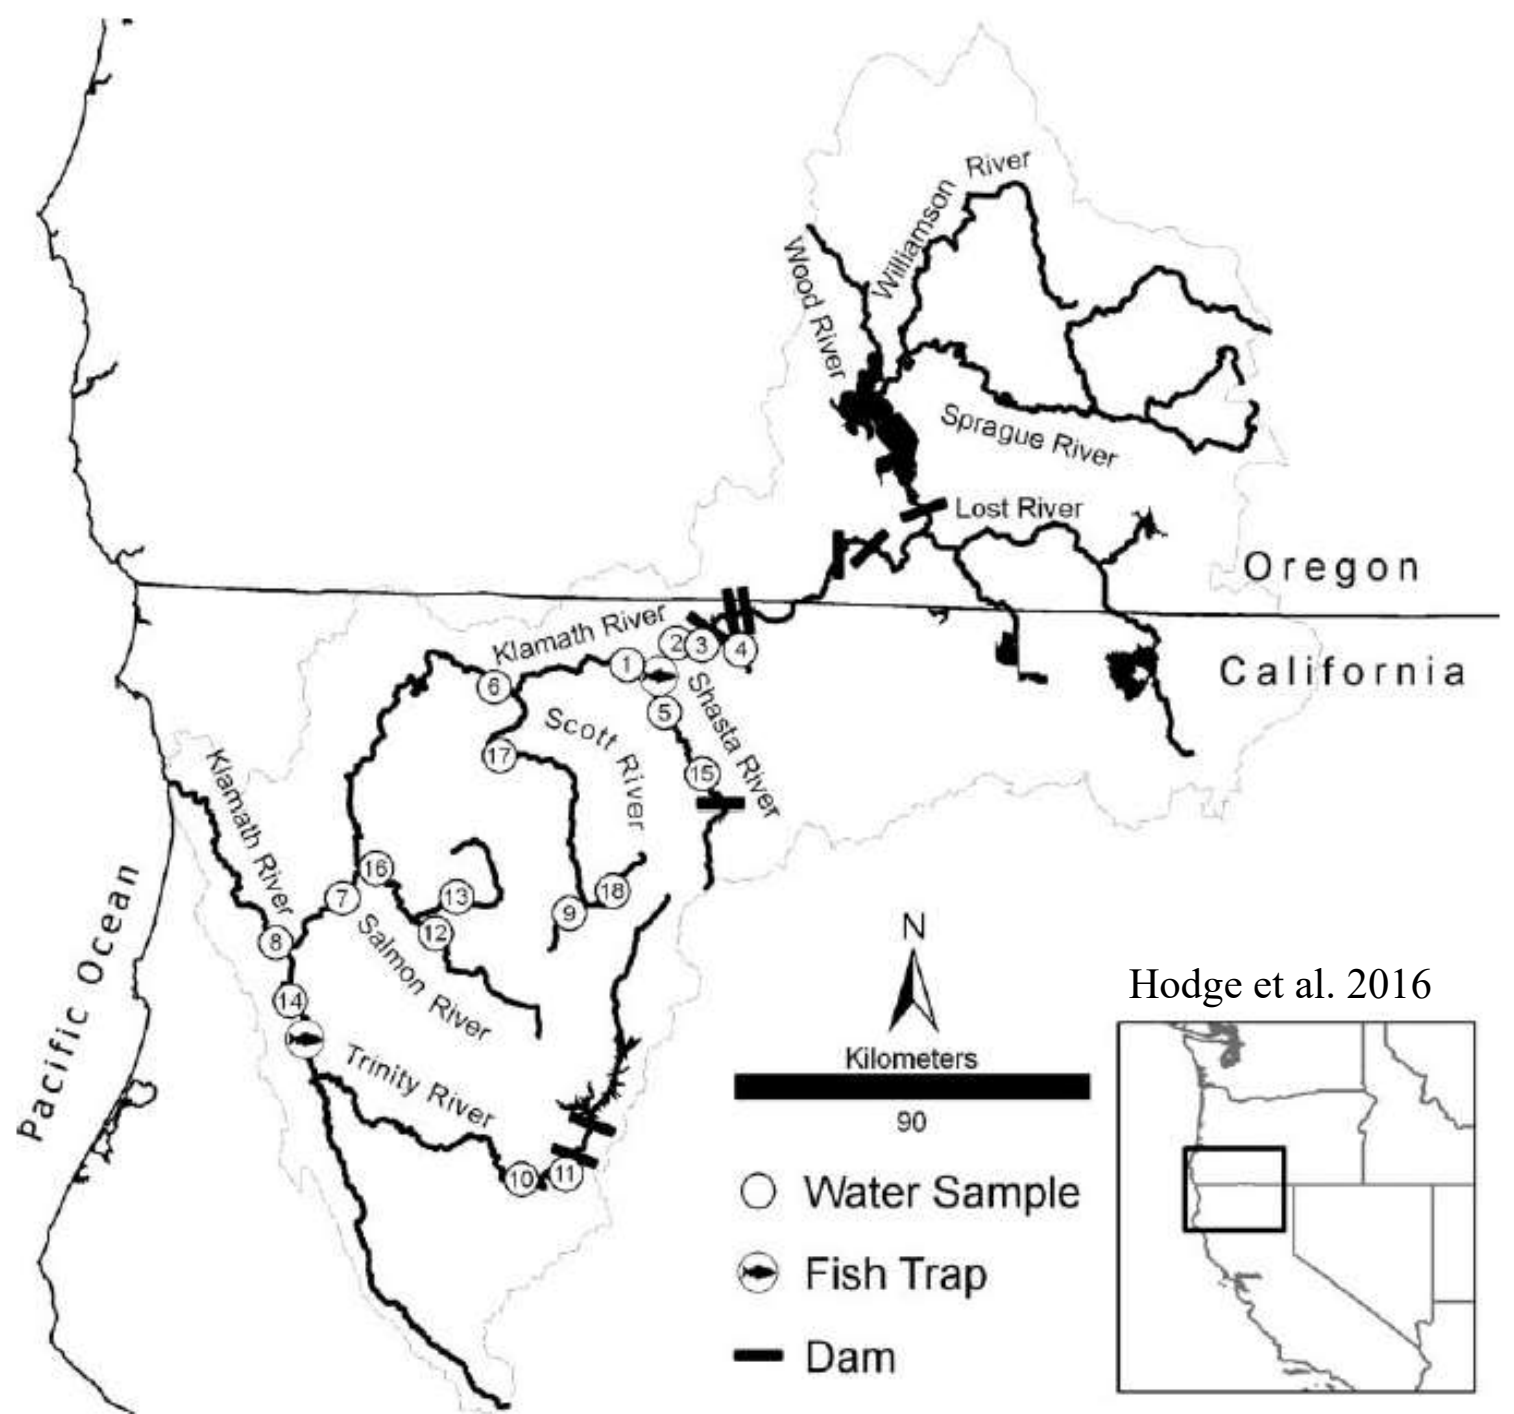 Williamson River
Wood River
Sprague River
Lost River
Oregon
California
Klamath River
2
3
4
1
6
5
Shasta River
Scott River
17
15
Klamath River
16
7
13
18
9
12
8
Salmon River
14
Trinity River
10
11
Pacific Ocean
N
Kilometers
90
Water Sample
Fish Trap
Dam
Hodge et al. 2016